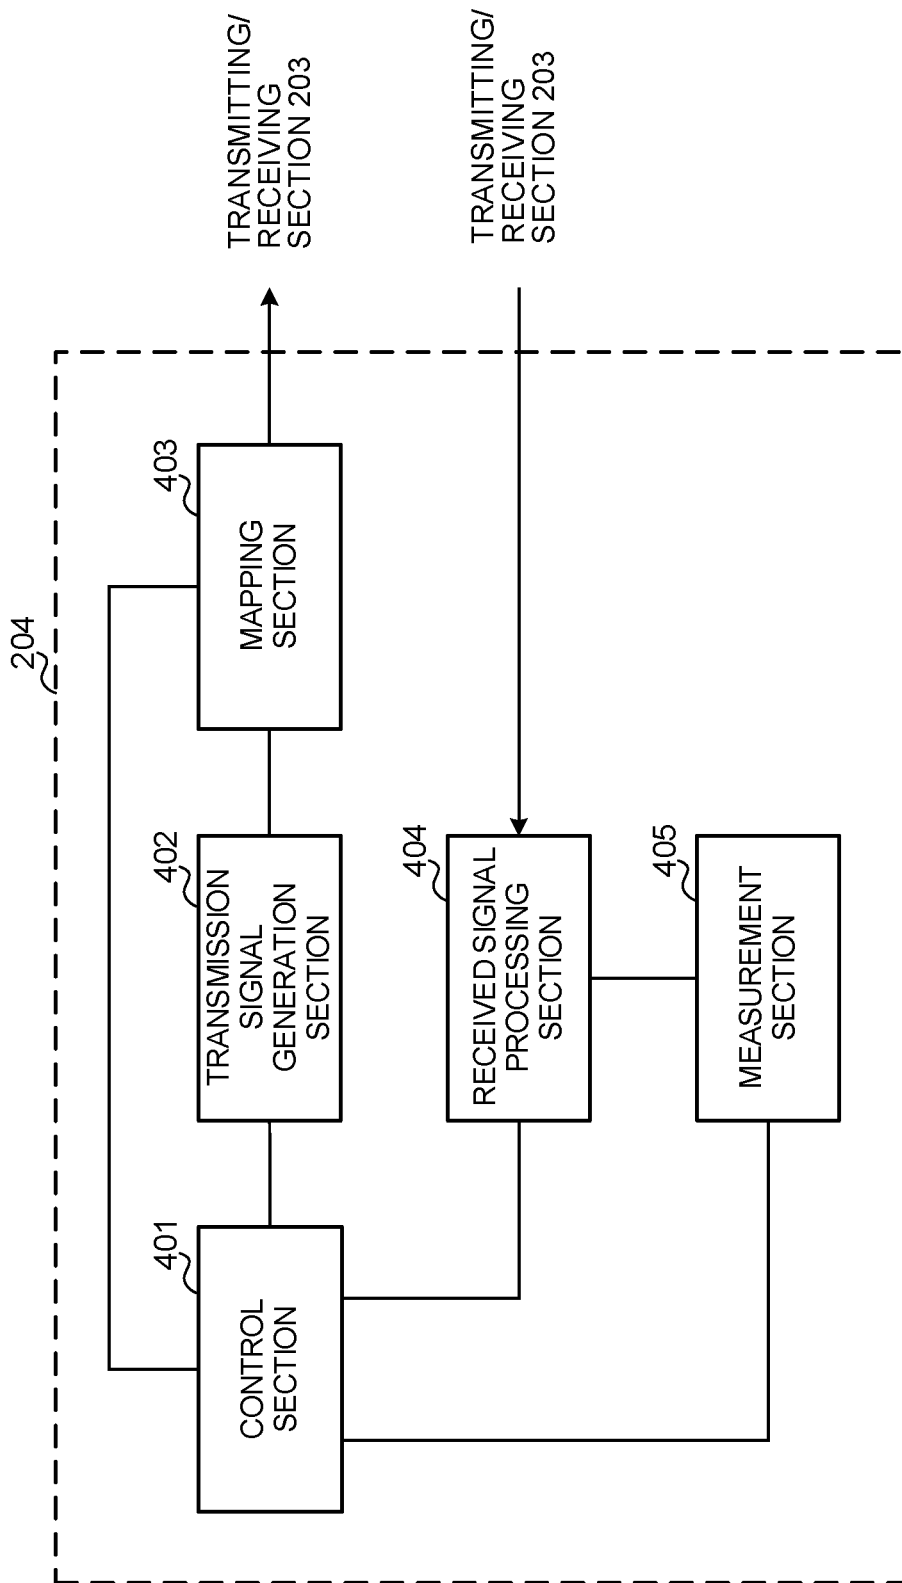 204
401
CONTROL
SECTION
402
TRANSMISSION
SIGNAL
GENERATION
SECTION
403
MAPPING
SECTION
TRANSMITTING/
RECEIVING
SECTION 203
404
RECEIVED SIGNAL
PROCESSING
SECTION
TRANSMITTING/
RECEIVING
SECTION 203
405
MEASUREMENT
SECTION